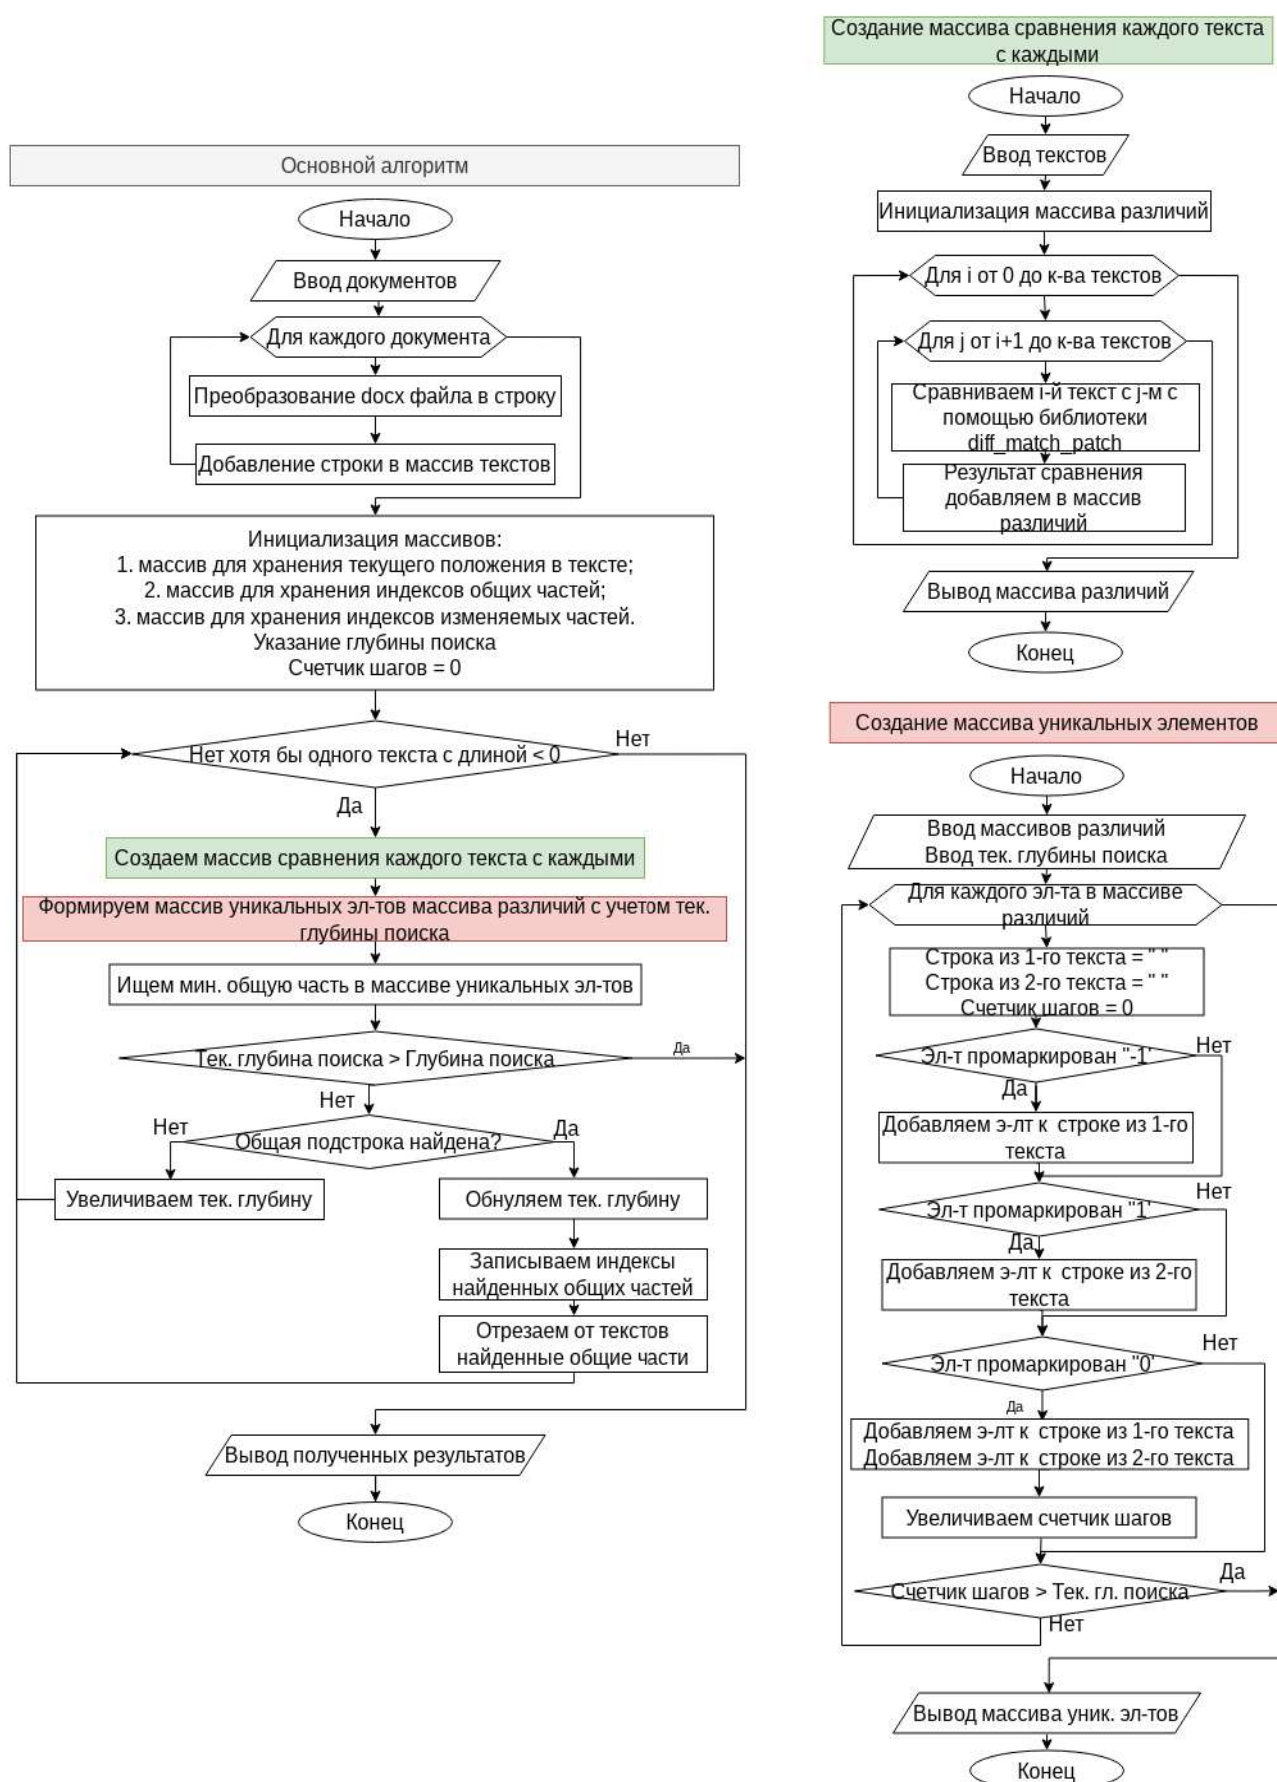 Основной алгоритм
Начало
Ввод документов
Для каждого документа
Преобразование docx файла в строку
Добавление строки в массив текстов
Инициализация массивов:
1. массив для хранения текущего положения в тексте;
2. массив для хранения индексов общих частей;
3. массив для хранения индексов изменяемых частей.
Указание глубины поиска
Счетчик шагов = 0
Нет хотя бы одного текста с длиной < 0
Нет
Да
Создаем массив сравнения каждого текста с каждыми
Формируем массив уникальных эл-тов массива различий с учетом тек.
глубины поиска
Ищем мин. общую часть в массиве уникальных эл-тов
Тек. глубина поиска > Глубина поиска
Да
Нет
Общая подстрока найдена?
Нет
Да
Увеличиваем тек. глубину
Обнуляем тек. глубину
Записываем индексы
найденных общих частей
Отрезаем от текстов
найденные общие части
Вывод полученных результатов
Конец
Создание массива сравнения каждого текста
с каждыми
Начало
Ввод текстов
Инициализация массива различий
Для i от 0 до к-ва текстов
Для j от i+1 до к-ва текстов
Сравниваем i-й текст с j-м с
помощью библиотеки
diff_match_patch
Результат сравнения
добавляем в массив
различий
Вывод массива различий
Конец
Создание массива уникальных элементов
Начало
Ввод массивов различий
Ввод тек. глубины поиска
Для каждого эл-та в массиве
различий
Строка из 1-го текста = " "
Строка из 2-го текста = " "
Счетчик шагов = 0
Эл-т промаркирован "-1'
Нет
Да
Добавляем э-лт к  строке из 1-го
текста
Эл-т промаркирован "1'
Нет
Да
Добавляем э-лт к  строке из 2-го
текста
Эл-т промаркирован "0'
Нет
Да
Добавляем э-лт к  строке из 1-го текста
Добавляем э-лт к  строке из 2-го текста
Увеличиваем счетчик шагов
Счетчик шагов > Тек. гл. поиска
Да
Нет
Вывод массива уник. эл-тов
Конец